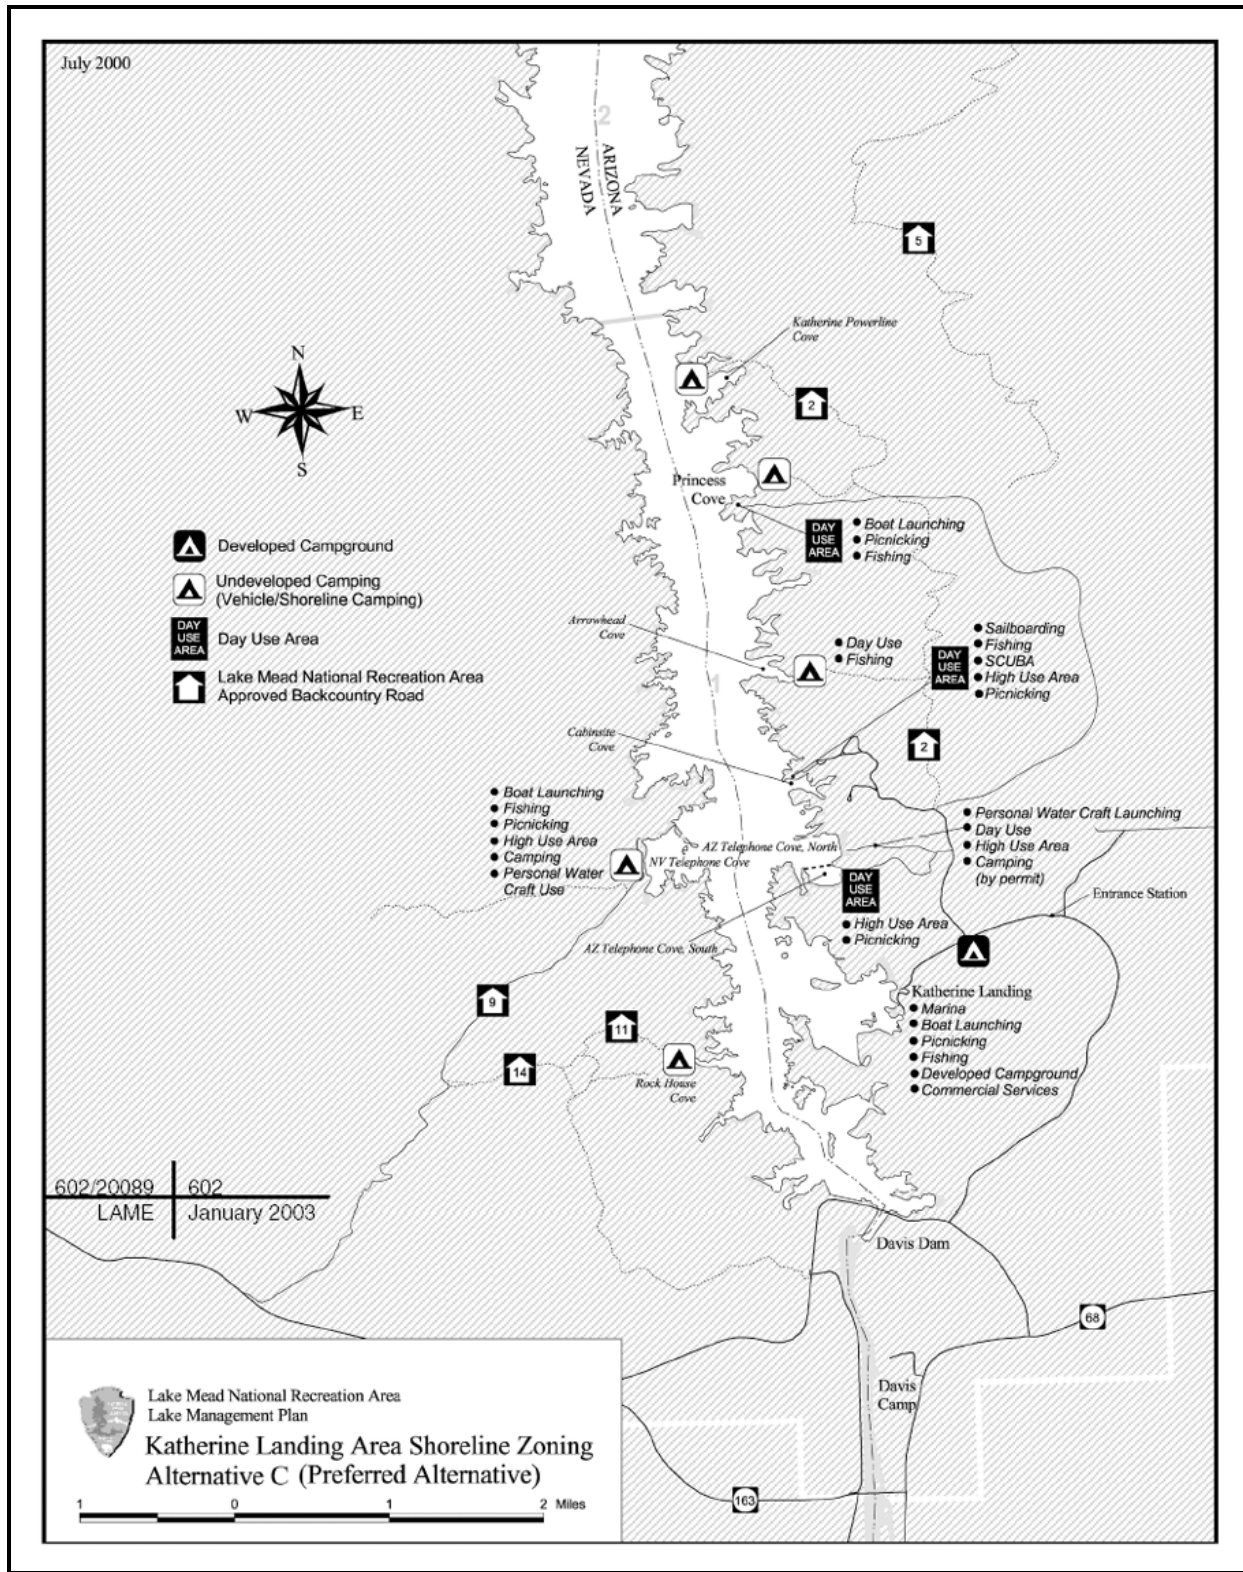 July 2000
2
ARIZONA
NEVADA
5
Katherine Powerline
Cove
2
N
W
E
S
Princess
Cove
DAY
USE
AREA
• Boat Launching
• Picnicking
• Fishing
Developed Campground
Undeveloped Camping
(Vehicle/Shoreline Camping)
DAY
USE
AREA
Day Use Area
Lake Mead National Recreation Area
Approved Backcountry Road
Arrowhead
Cove
• Day Use
• Fishing
DAY
USE
AREA
• Sailboarding
• Fishing
• SCUBA
• High Use Area
• Picnicking
1
Cabinsite
Cove
2
• Boat Launching
• Fishing
• Picnicking
• High Use Area
• Camping
• Personal Water
Craft Use
AZ Telephone Cove, North
NV Telephone Cove
• Personal Water Craft Launching
• Day Use
• High Use Area
• Camping
(by permit)
DAY
USE
AREA
• High Use Area
• Picnicking
Entrance Station
AZ Telephone Cove, South
9
11
14
Rock House
Cove
Katherine Landing
• Marina
• Boat Launching
• Picnicking
• Fishing
• Developed Campground
• Commercial Services
602/20089
602
LAME
January 2003
Davis Dam
68
Davis
Camp
163
Lake Mead National Recreation Area
Lake Management Plan
Katherine Landing Area Shoreline Zoning
Alternative C (Preferred Alternative)
1 0 1 2 Miles